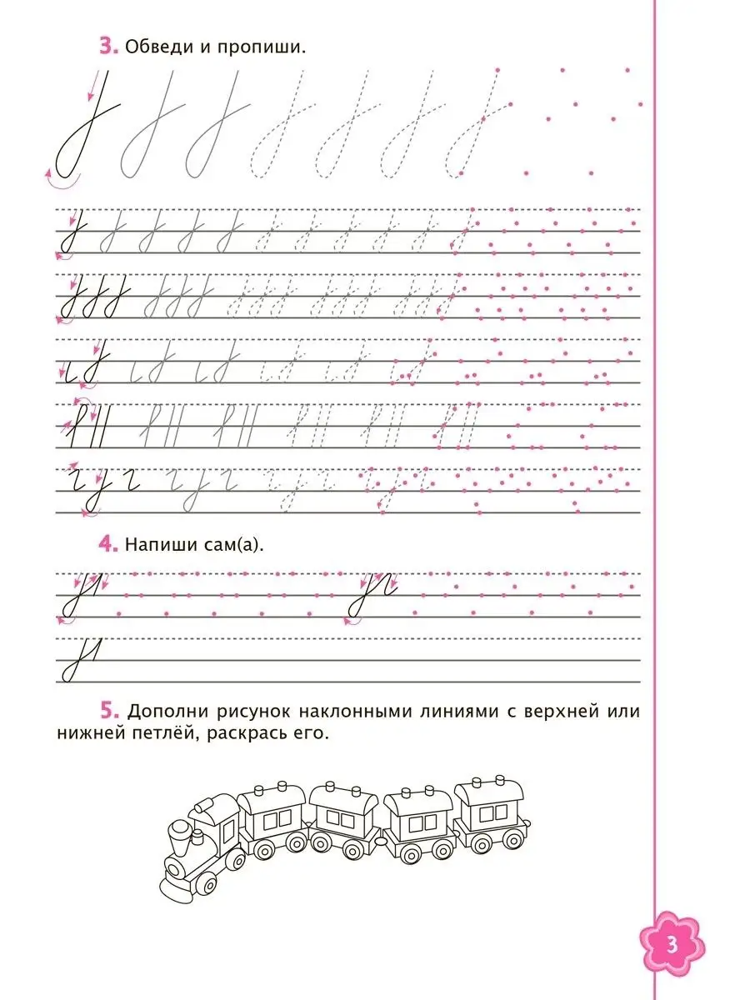 3. Обведи и пропиши.
4. Напиши сам(а).
5. Дополни рисунок наклонными линиями с верхней или
нижней петлёй, раскрась его.
3